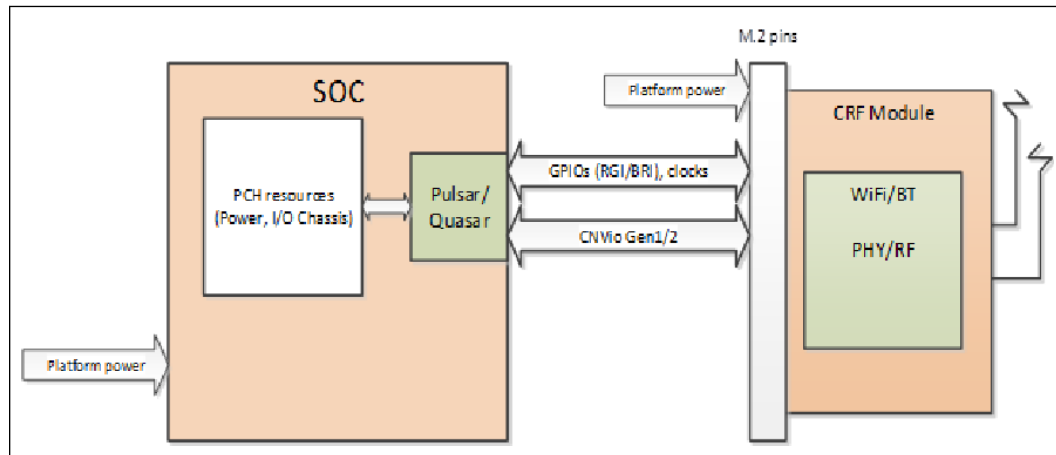 M.2 pins
SOC
Platform power
CRF Module
PCH resources
(Power, I/O Chassis)
Pulsar/
Quasar
GPIOs (RGI/BRI), clocks
CNVio Gen1/2
WiFi/BT
PHY/RF
Platform power